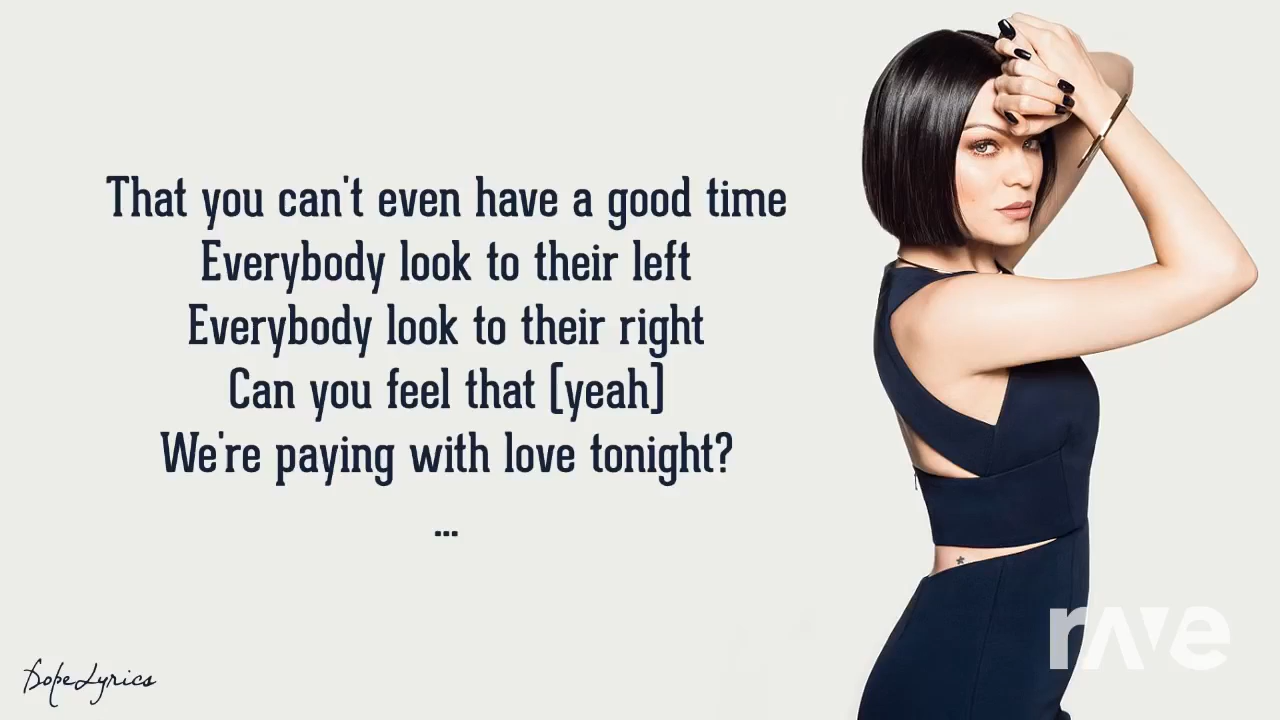 That you can't even have a good time
Everybody look to their left
Everybody look to their right
Can you feel that [yeah]
We're paying with love tonight?
...
DopeLyrics
rave